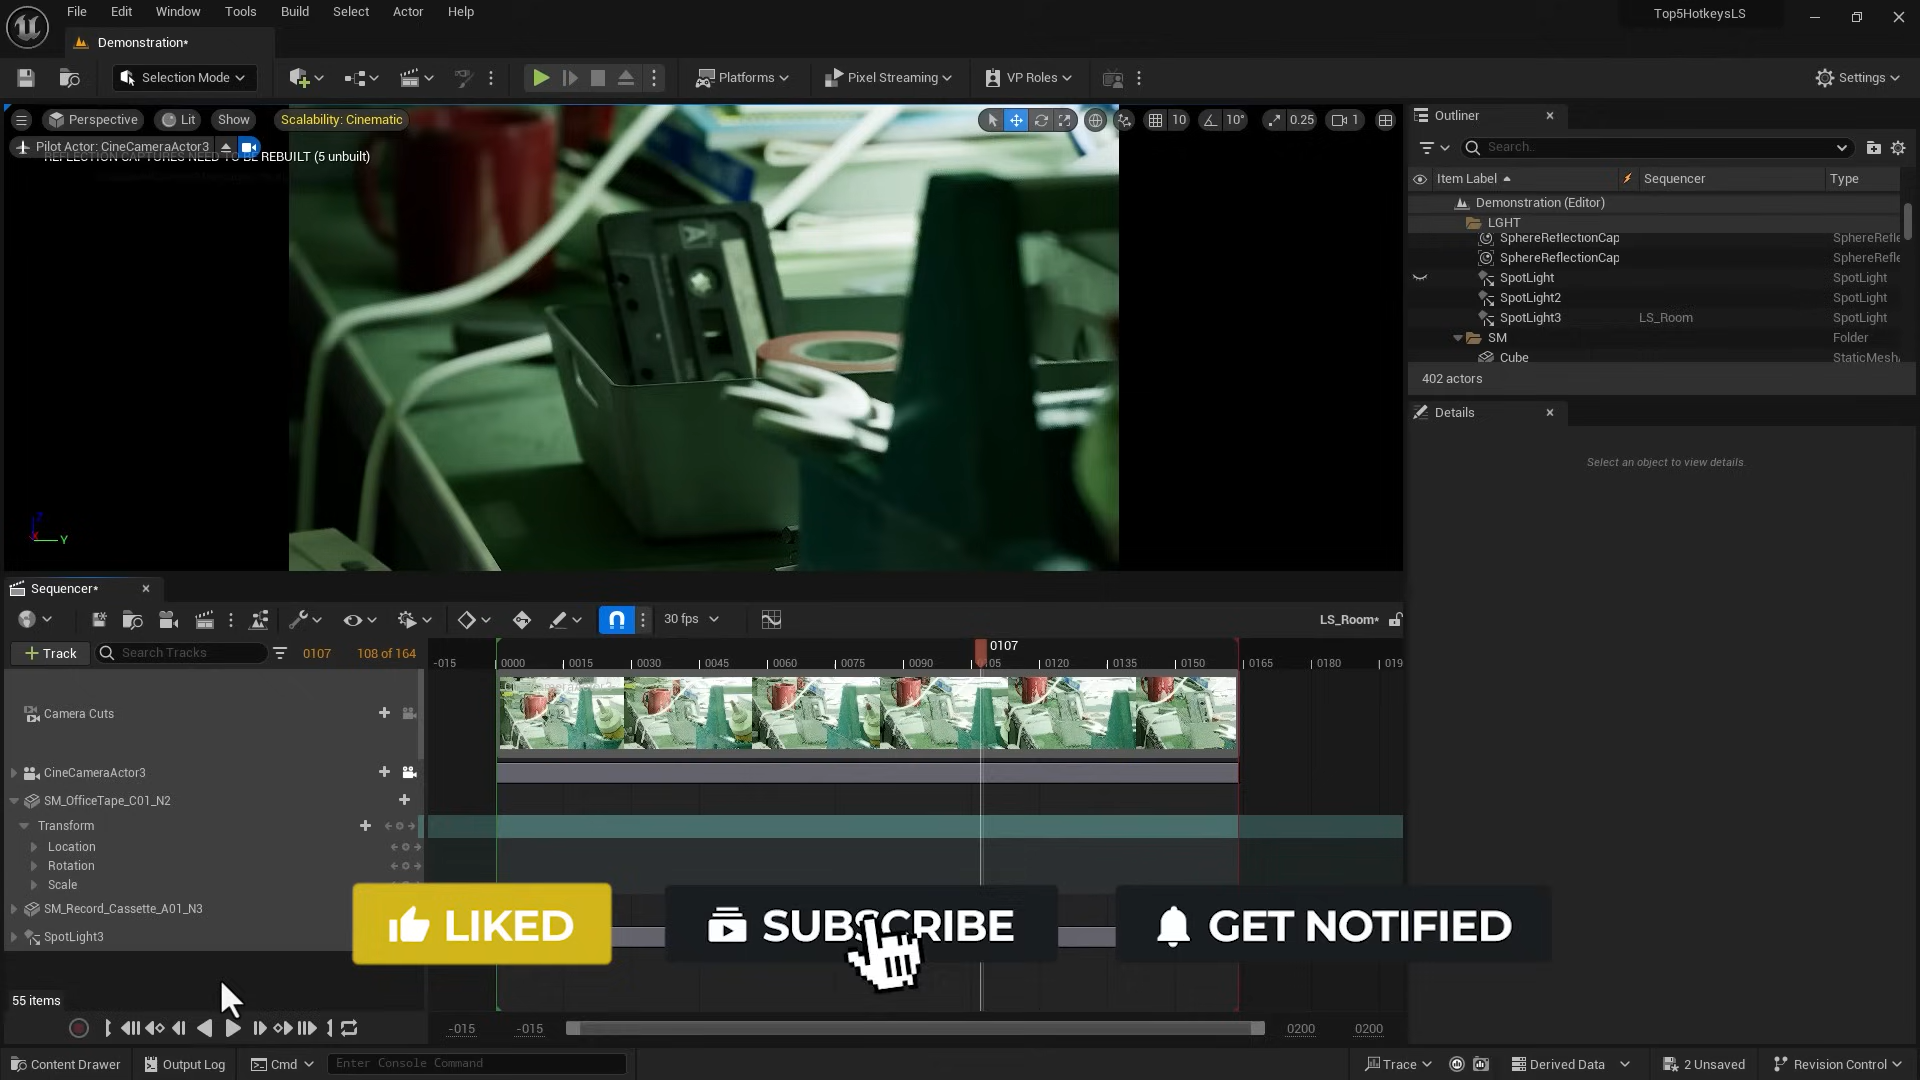 File Edit Window Tools Build Select Actor Help
Top5HotkeysLS
Demonstration*
Selection Mode
Platforms
Pixel Streaming
VP Roles
Settings
Perspective
Lit
Show
Scalability: Cinematic
10
10°
0.25
1
Pilot Actor: CineCameraActor3
REFLECTION CAPTURES NEED TO BE REBUILT (5 unbuilt)
A
Z
Y
Outliner
Search..
Item Label
Sequencer
Type
Demonstration (Editor)
LGHT
SphereReflectionCap SphereRefle
SphereReflectionCap SphereRefle
SpotLight SpotLight
SpotLight2 SpotLight
SpotLight3 LS_Room SpotLight
SM Folder
Cube StaticMesh
402 actors
Details
Select an object to view details.
Sequencer*
30 fps
LS_Room*
Track
Search Tracks
0107
108 of 164
0107
-015 0000 0015 0030 0045 0060 0075 0090 0120 0135 0150 0165 0180 019
Camera Cuts
CineCameraActor3
SM_OfficeTape_C01_N2
Transform
Location
Rotation
Scale
SM_Record_Cassette_A01_N3
SpotLight3
LIKED
SUBSCRIBE
GET NOTIFIED
55 items
-015 -015 0200 0200
Content Drawer
Output Log
Cmd
Enter Console Command
Trace
Derived Data
2 Unsaved
Revision Control